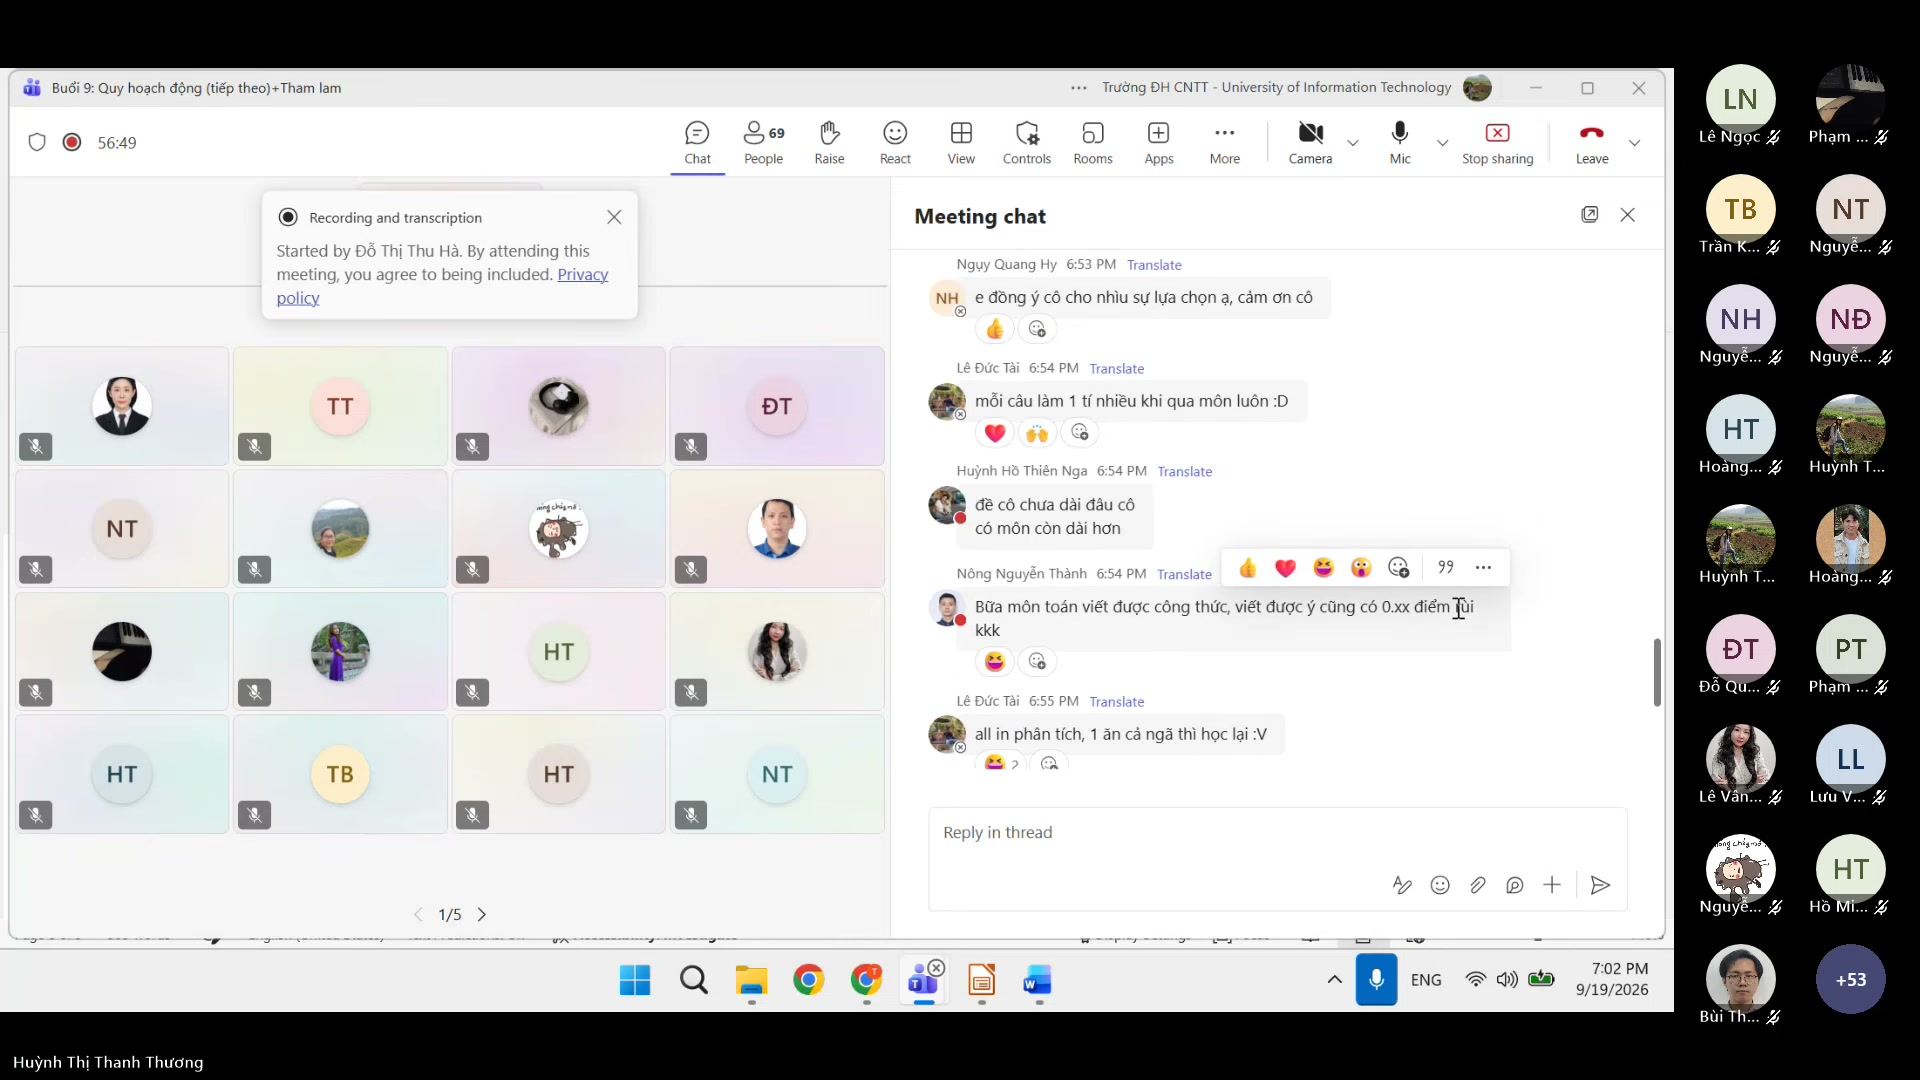 Buổi 9: Quy hoạch động (tiếp theo)+Tham lam
Trường ĐH CNTT - University of Information Technology
56:49
Chat
69
People
Raise
React
View
Controls
Rooms
Apps
More
Camera
Mic
Stop sharing
Leave
Recording and transcription
Started by Đỗ Thị Thu Hà. By attending this
meeting, you agree to being included. Privacy
policy
TT
ĐT
NT
HT
HT
TB
HT
NT
1/5
Meeting chat
Ngụy Quang Hy 6:53 PM Translate
NH
e đồng ý cô cho nhìu sự lựa chọn ạ, cảm ơn cô
Lê Đức Tài 6:54 PM Translate
mỗi câu làm 1 tí nhiều khi qua môn luôn :D
Huỳnh Hồ Thiên Nga 6:54 PM Translate
đề cô chưa dài đâu cô
có môn còn dài hơn
Nông Nguyễn Thành 6:54 PM Translate
Bữa môn toán viết được công thức, viết được ý cũng có 0.xx điểm rùi
kkk
Lê Đức Tài 6:55 PM Translate
all in phân tích, 1 ăn cả ngã thì học lại :V
2
Reply in thread
ENG
7:02 PM
9/19/2026
LN
Lê Ngọc
Phạm ...
TB
Trần K...
NT
Nguyễ...
NH
Nguyễ...
NĐ
Nguyễ...
HT
Hoàng...
Huỳnh T...
Huỳnh T...
Hoàng...
ĐT
Đỗ Qu...
PT
Phạm ...
Lê Vân...
LL
Lưu V...
Nguyễ...
HT
Hồ Mi...
Bùi Th...
+53
Huỳnh Thị Thanh Thương